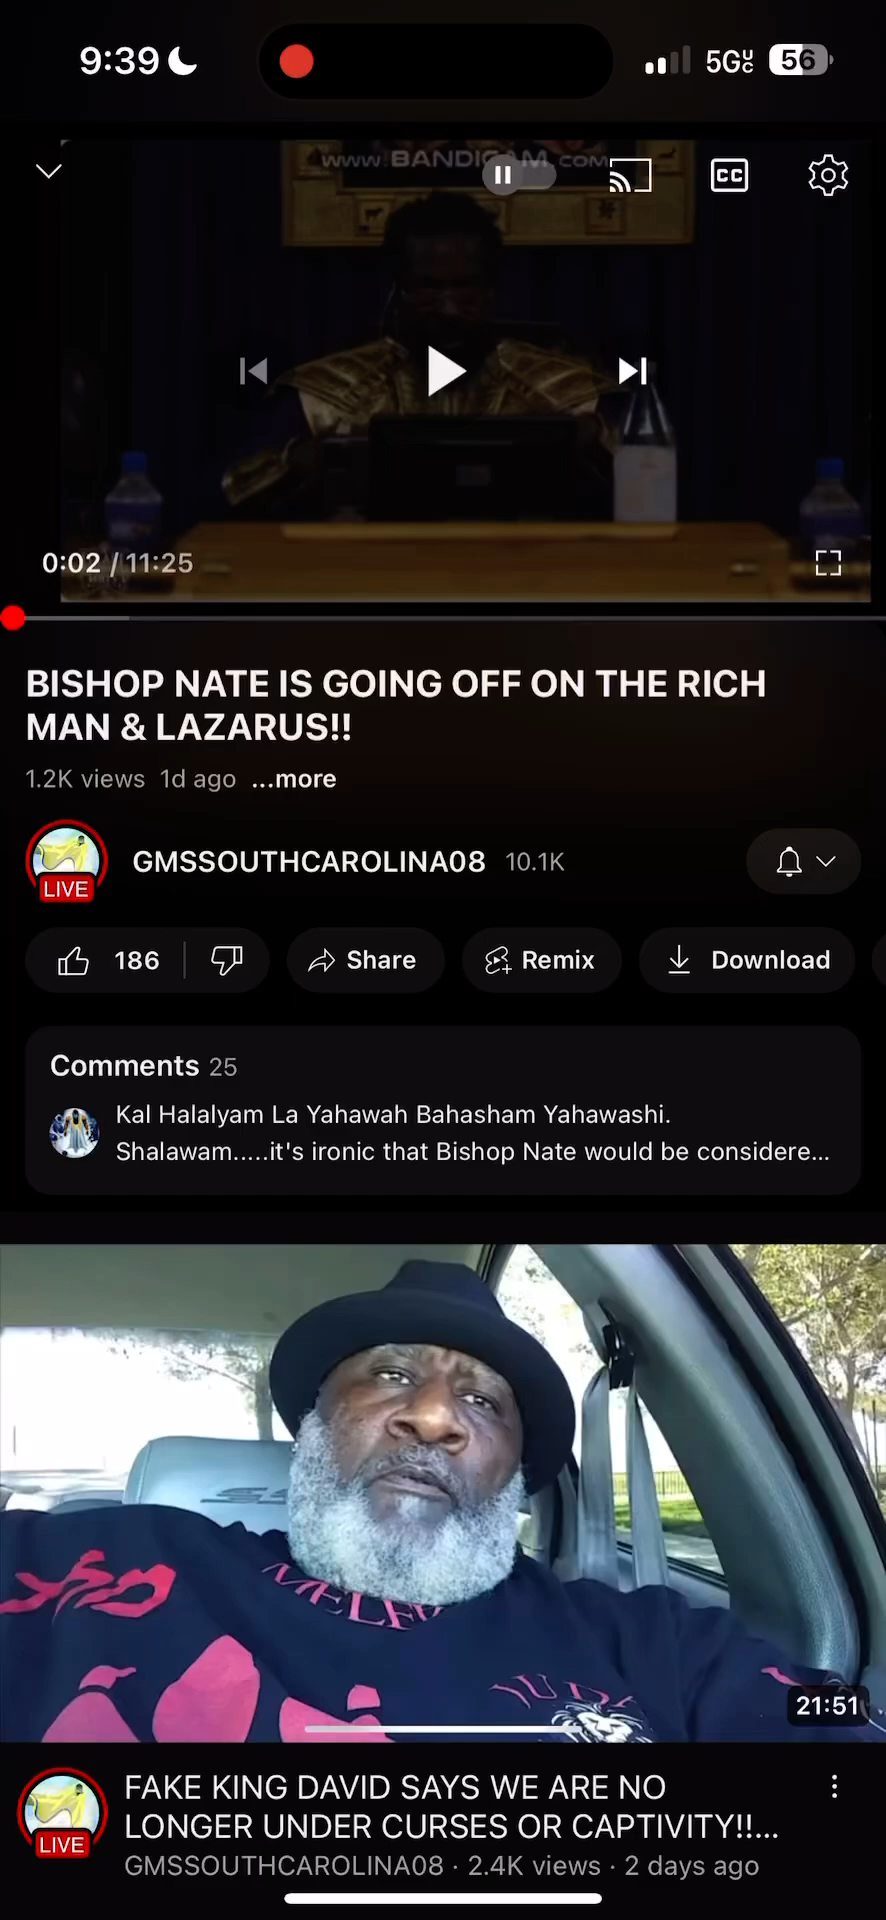 9:39
5G
56
www.BANDICAM.COM
CC
0:02 / 11:25
BISHOP NATE IS GOING OFF ON THE RICH
MAN & LAZARUS!!
1.2K views 1d ago ...more
LIVE
GMSSOUTHCAROLINA08 10.1K
186
Share
Remix
Download
Comments 25
Kal Halalyam La Yahawah Bahasham Yahawashi.
Shalawam.....it's ironic that Bishop Nate would be considere...
21:51
LIVE
FAKE KING DAVID SAYS WE ARE NO
LONGER UNDER CURSES OR CAPTIVITY!!...
GMSSOUTHCAROLINA08 · 2.4K views · 2 days ago